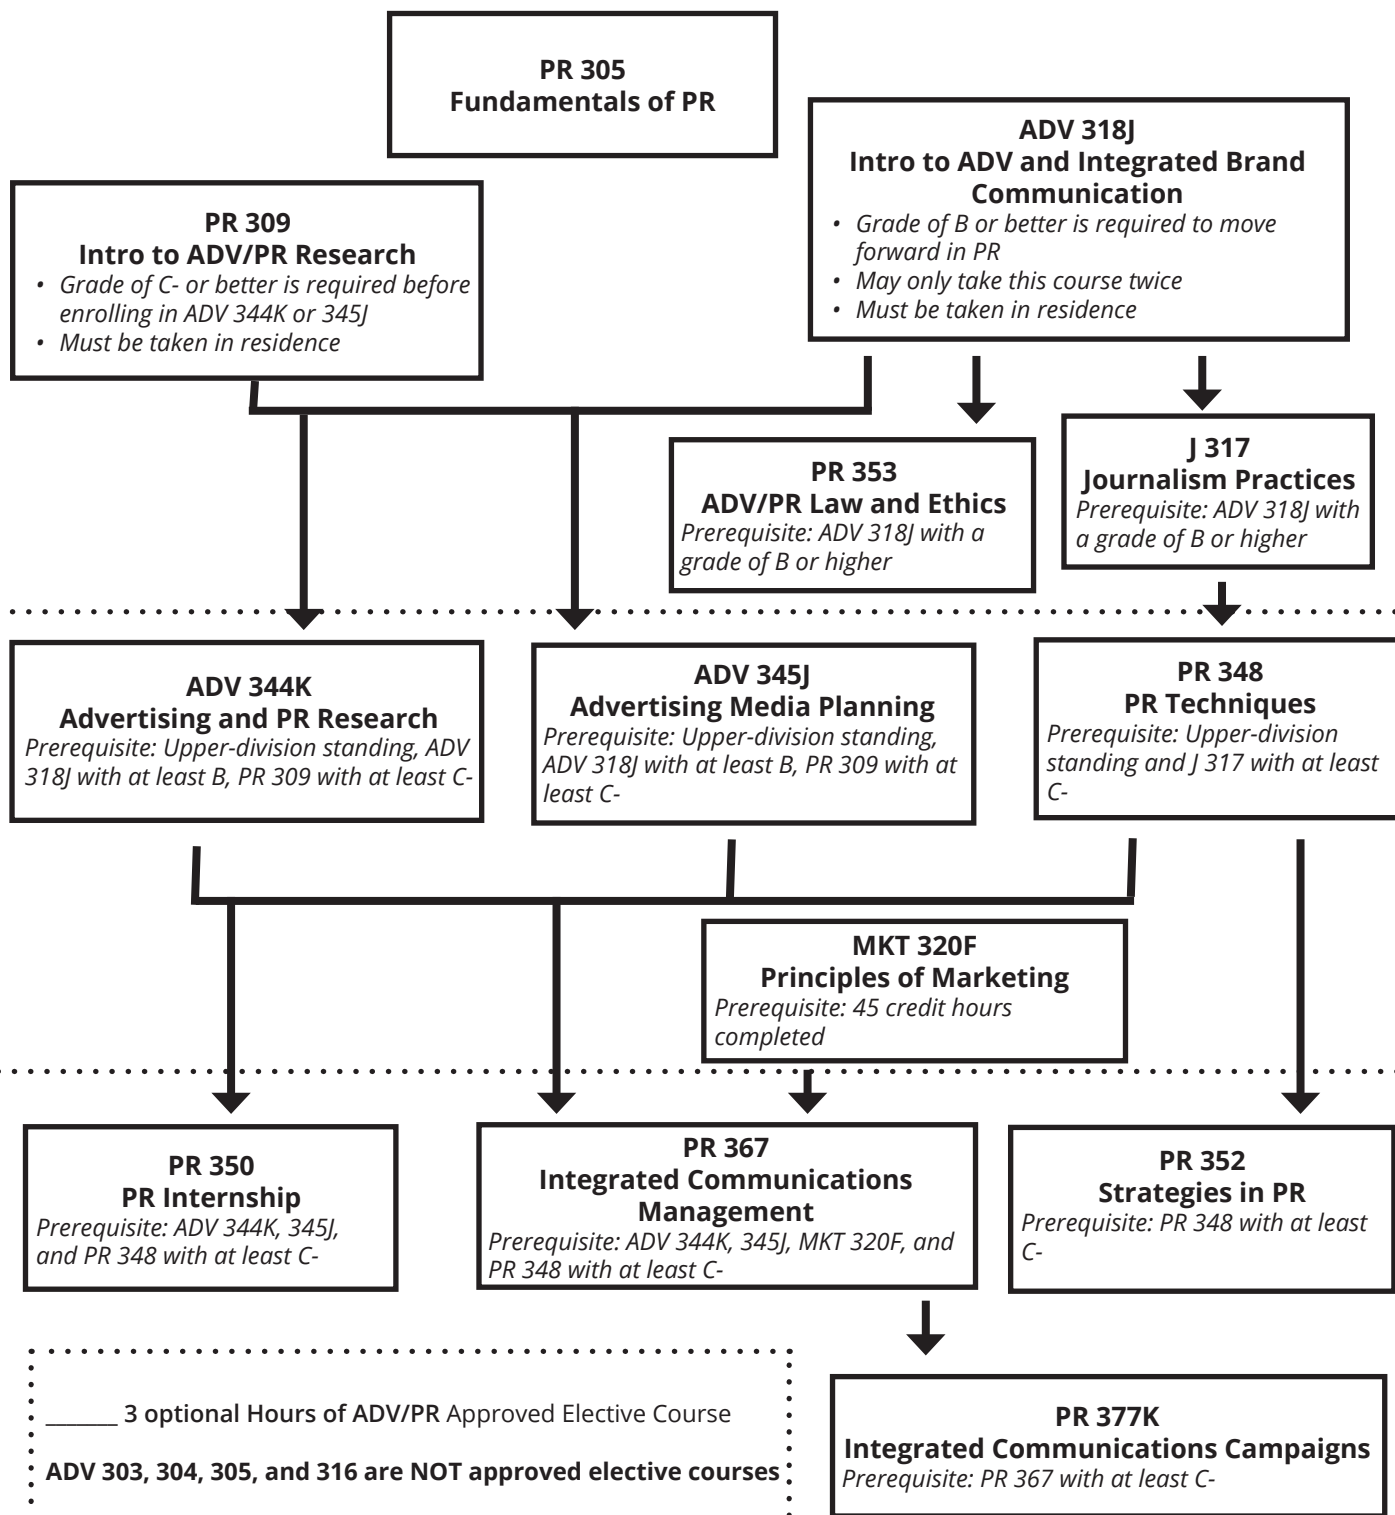 PR 305
Fundamentals of PR
ADV 318J
Intro to ADV and Integrated Brand
Communication
• Grade of B or better is required to move
forward in PR
• May only take this course twice
• Must be taken in residence
PR 309
Intro to ADV/PR Research
• Grade of C- or better is required before
enrolling in ADV 344K or 345J
• Must be taken in residence
PR 353
ADV/PR Law and Ethics
Prerequisite: ADV 318J with a
grade of B or higher
J 317
Journalism Practices
Prerequisite: ADV 318J with
a grade of B or higher
ADV 344K
Advertising and PR Research
Prerequisite: Upper-division standing, ADV
318J with at least B, PR 309 with at least C-
ADV 345J
Advertising Media Planning
Prerequisite: Upper-division standing,
ADV 318J with at least B, PR 309 with at
least C-
PR 348
PR Techniques
Prerequisite: Upper-division
standing and J 317 with at least
C-
MKT 320F
Principles of Marketing
Prerequisite: 45 credit hours
completed
PR 350
PR Internship
Prerequisite: ADV 344K, 345J,
and PR 348 with at least C-
PR 367
Integrated Communications
Management
Prerequisite: ADV 344K, 345J, MKT 320F, and
PR 348 with at least C-
PR 352
Strategies in PR
Prerequisite: PR 348 with at least
C-
______ 3 optional Hours of ADV/PR Approved Elective Course
ADV 303, 304, 305, and 316 are NOT approved elective courses
PR 377K
Integrated Communications Campaigns
Prerequisite: PR 367 with at least C-